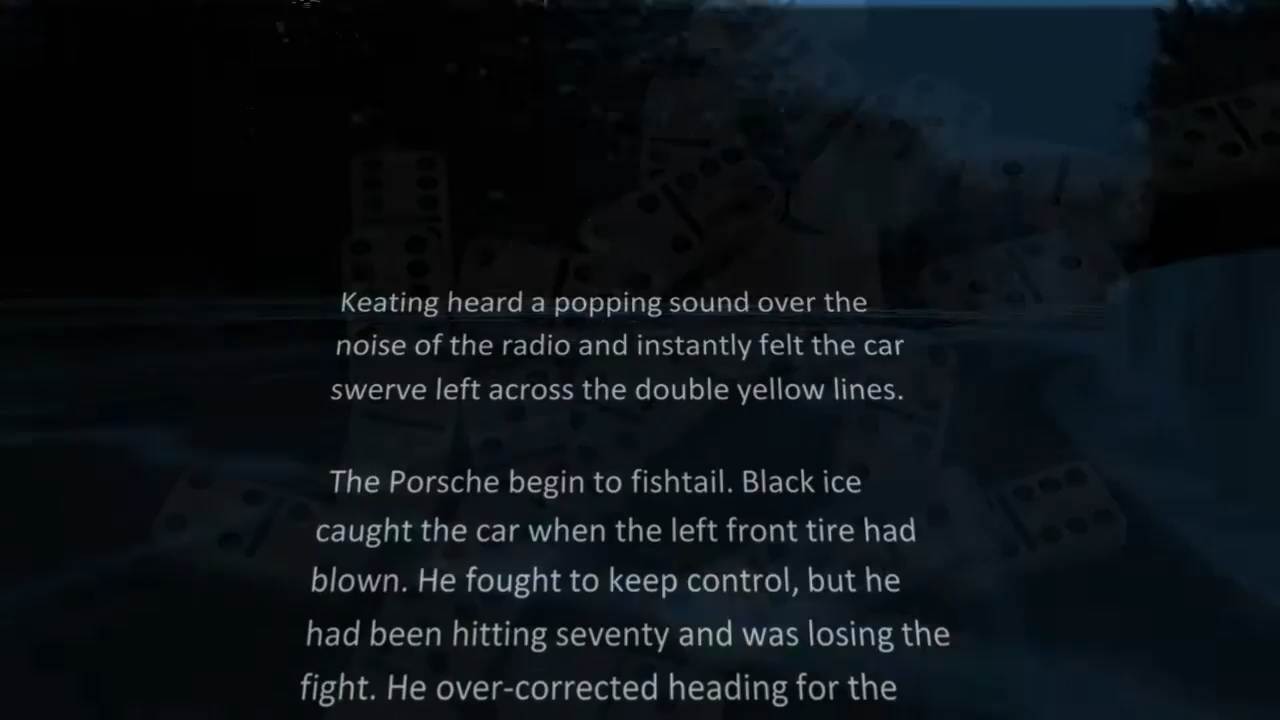 Keating heard a popping sound over the
noise of the radio and instantly felt the car
swerve left across the double yellow lines.
The Porsche begin to fishtail. Black ice
caught the car when the left front tire had
blown. He fought to keep control, but he
had been hitting seventy and was losing the
fight. He over-corrected heading for the